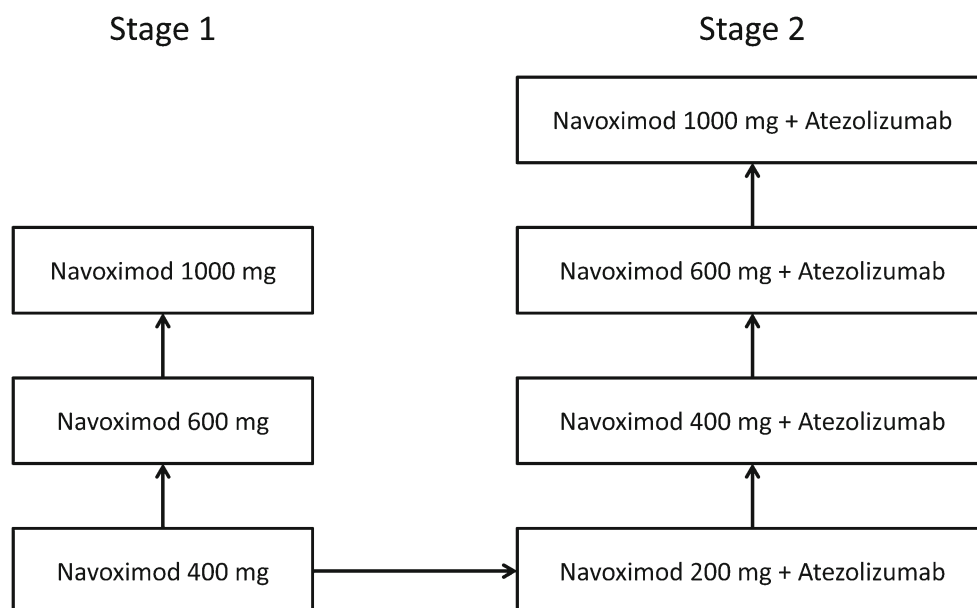 Stage 1
Stage 2
Navoximod 1000 mg + Atezolizumab
Navoximod 1000 mg
Navoximod 600 mg + Atezolizumab
Navoximod 600 mg
Navoximod 400 mg + Atezolizumab
Navoximod 400 mg
Navoximod 200 mg + Atezolizumab